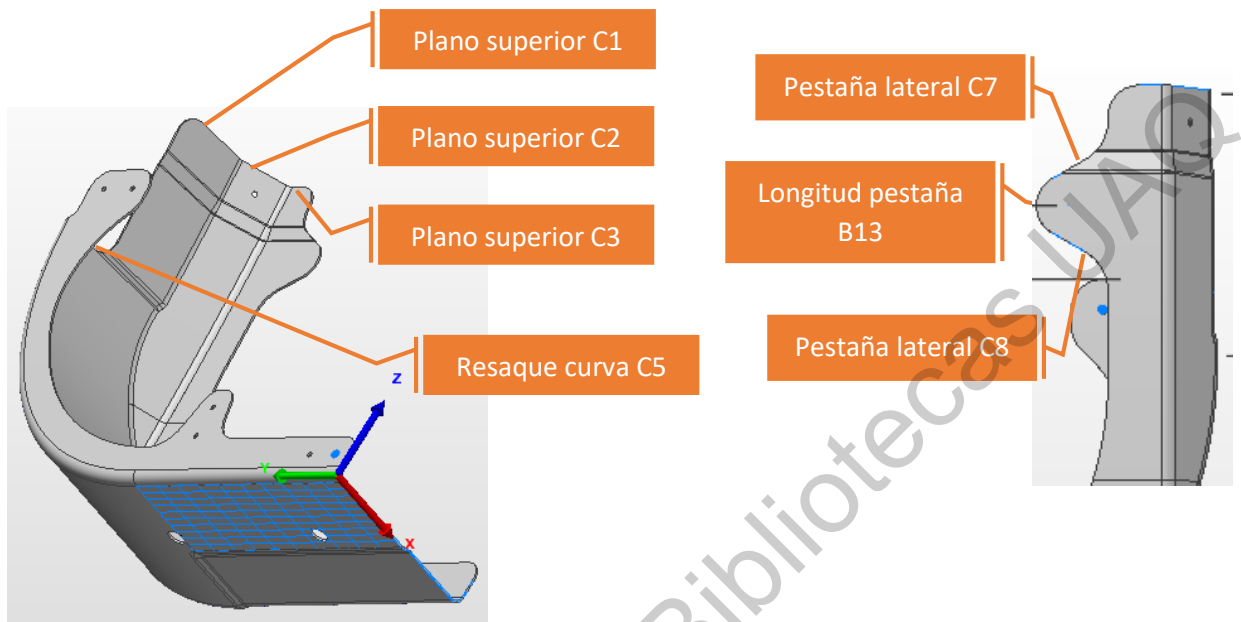 Plano superior C1
Plano superior C2
Plano superior C3
Resaque curva C5
Z
Y
X
Pestaña lateral C7
Longitud pestaña
B13
Pestaña lateral C8
Bibliotecas UAQ